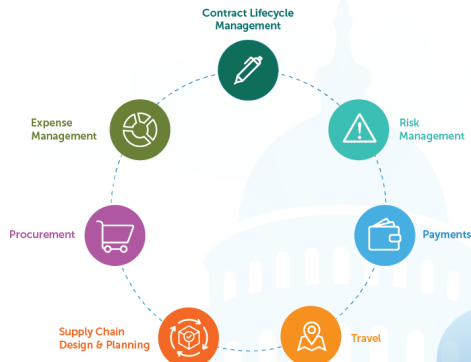 Contract Lifecycle
Management
Expense
Management
Risk
Management
Procurement
Payments
Supply Chain
Design & Planning
Travel